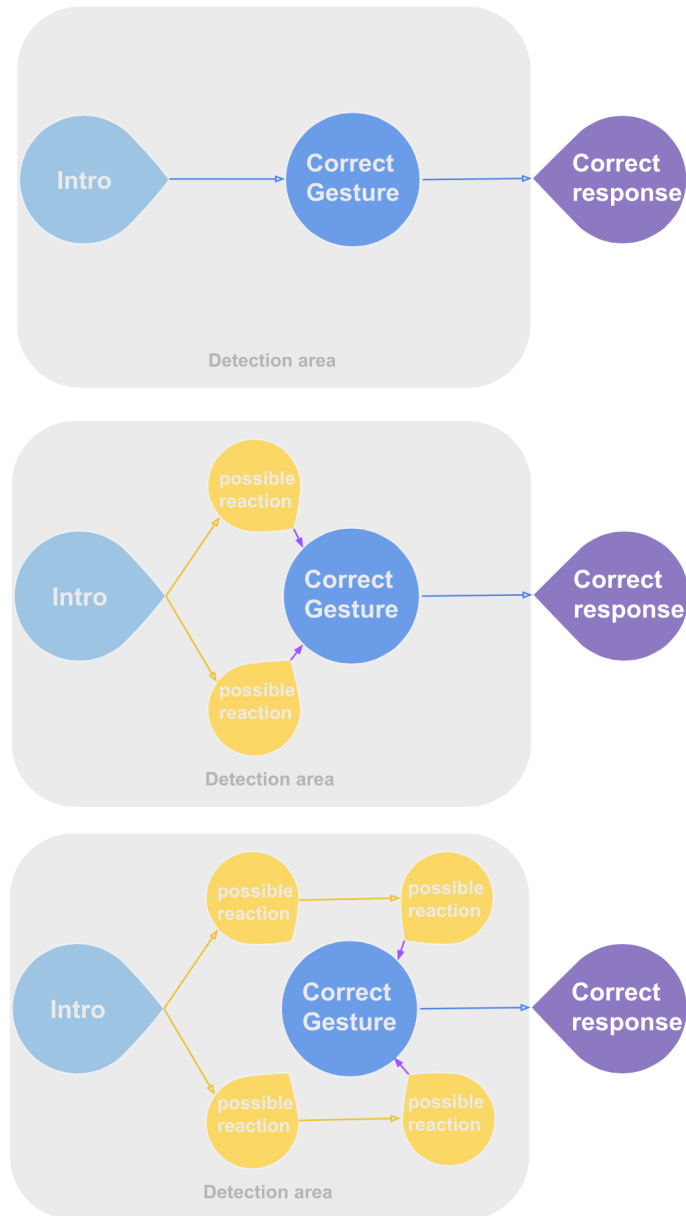 Intro
Correct
Gesture
Correct
response
Detection area
possible
reaction
Intro
Correct
Gesture
Correct
response
possible
reaction
Detection area
possible
reaction
possible
reaction
Intro
Correct
Gesture
Correct
response
possible
reaction
possible
reaction
Detection area